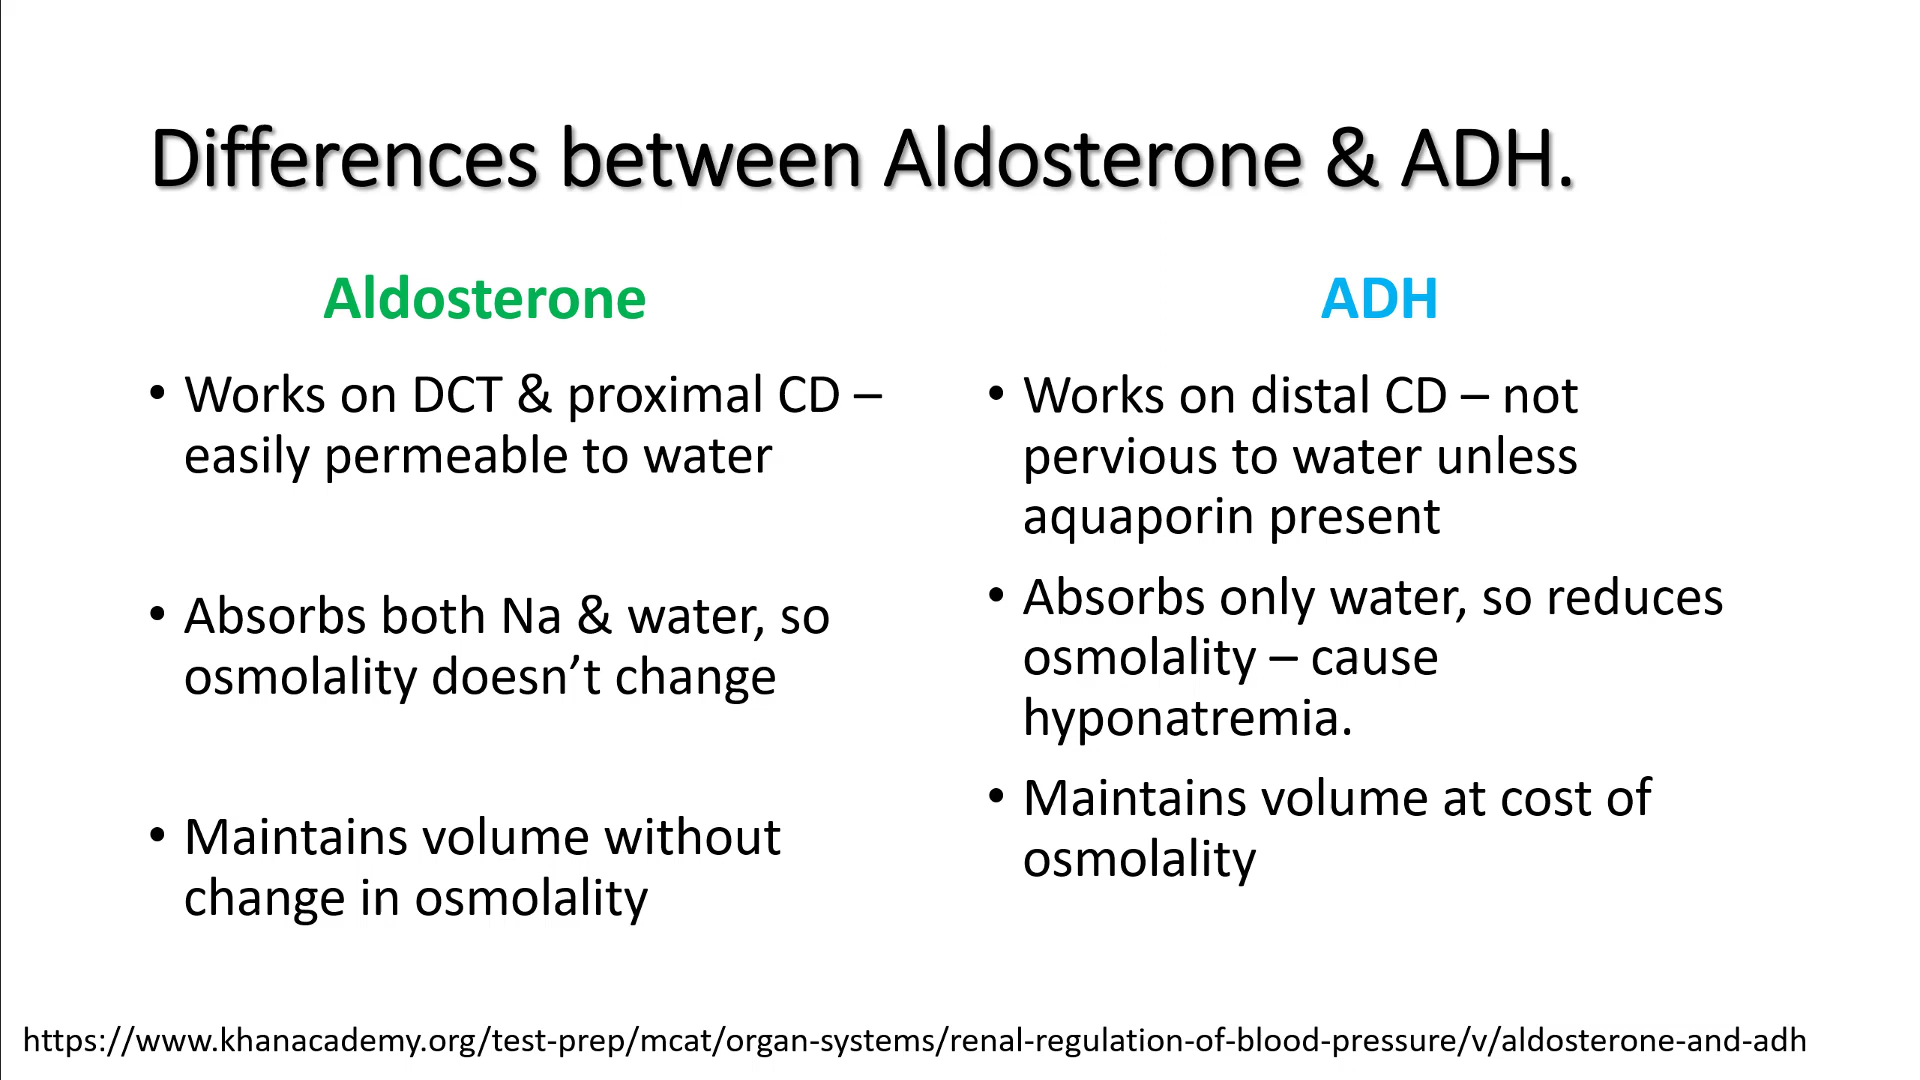 Differences between Aldosterone & ADH.
Aldosterone
• Works on DCT & proximal CD –
easily permeable to water
• Absorbs both Na & water, so
osmolality doesn’t change
• Maintains volume without
change in osmolality
ADH
• Works on distal CD – not
pervious to water unless
aquaporin present
• Absorbs only water, so reduces
osmolality – cause
hyponatremia.
• Maintains volume at cost of
osmolality
https://www.khanacademy.org/test-prep/mcat/organ-systems/renal-regulation-of-blood-pressure/v/aldosterone-and-adh